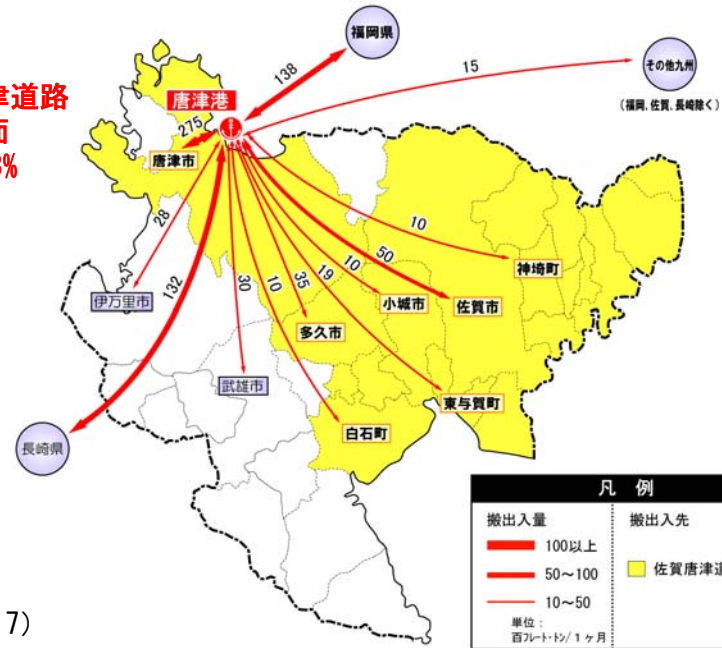 福岡県
138
15
その他九州
(福岡、佐賀、長崎除く)
津道路
面
%
唐津港
275
唐津市
28
132
30
10
35
19
10
50
10
伊万里市
神埼町
小城市
佐賀市
多久市
武雄市
東与賀町
白石町
長崎県
凡 例
搬出入量
搬出入先
100以上
50～100
佐賀唐津道
10～50
単位：
百フレート・トン/１ヶ月
7)